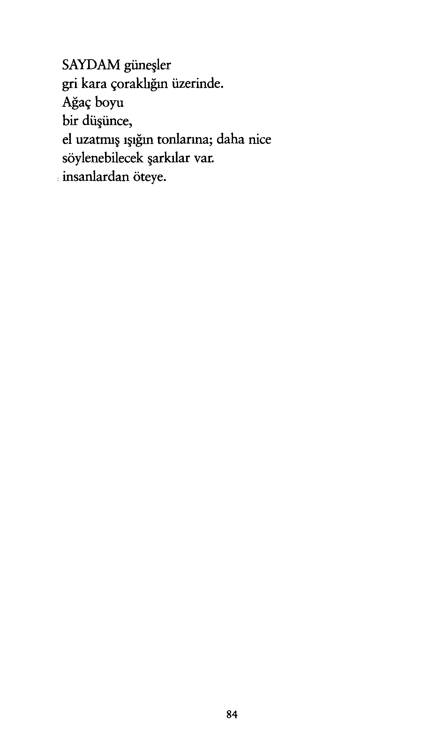 SAYDAM güneşler
gri kara çoraklığın üzerinde.
Ağaç boyu
bir düşünce,
el uzatmış ışığın tonlarına; daha nice
söylenebilecek şarkılar var.
insanlardan öteye.
84